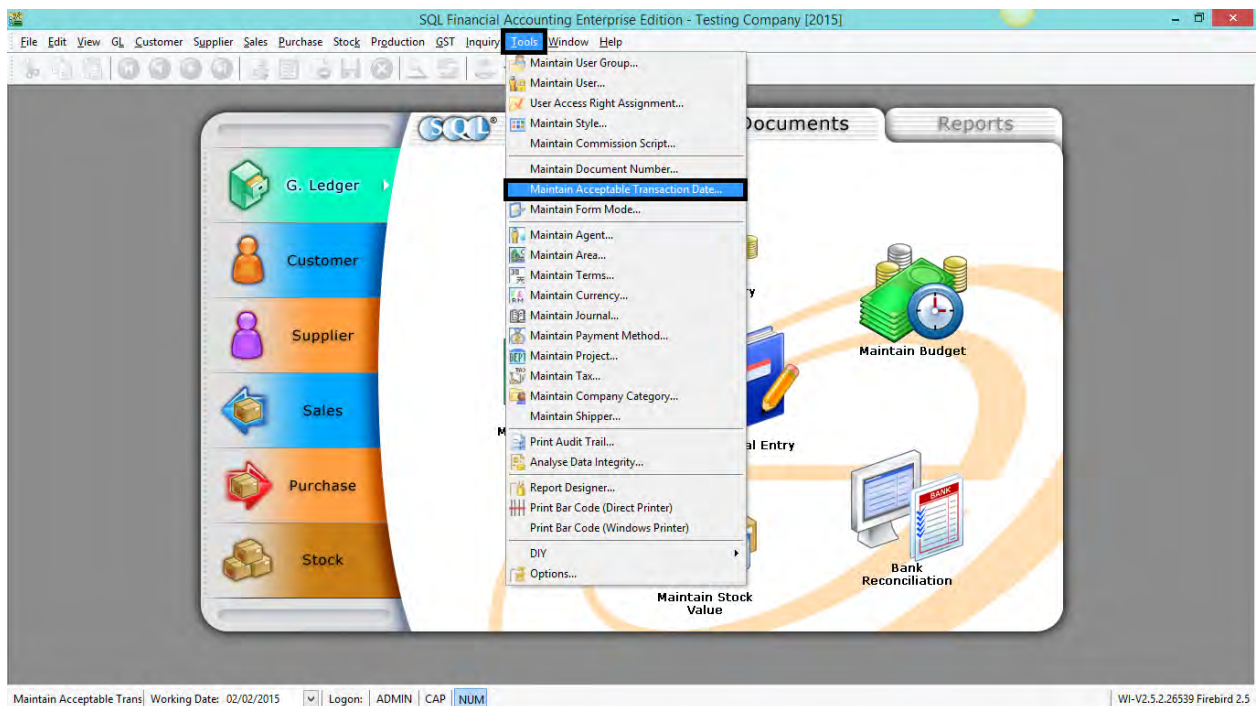 SQL Financial Accounting Enterprise Edition - Testing Company [2015]
File Edit View GL Customer Supplier Sales Purchase Stock Production GST Inquiry Tools Window Help
Maintain User Group...
Maintain User...
User Access Right Assignment...
Maintain Style...
Maintain Commission Script...
Maintain Document Number...
Maintain Acceptable Transaction Date...
Maintain Form Mode...
Maintain Agent...
Maintain Area...
Maintain Terms...
Maintain Currency...
Maintain Journal...
Maintain Payment Method...
Maintain Project...
Maintain Tax...
Maintain Company Category...
Maintain Shipper...
Print Audit Trail...
Analyse Data Integrity...
Report Designer...
Print Bar Code (Direct Printer)
Print Bar Code (Windows Printer)
DIY
Options...
SQL®
Documents
Reports
G. Ledger
Customer
Supplier
Sales
Purchase
Stock
Maintain Budget
al Entry
BANK
Bank
Reconciliation
Maintain Stock
Value
Maintain Acceptable Trans Working Date: 02/02/2015 Logon: ADMIN CAP NUM WI-V2.5.2.26539 Firebird 2.5